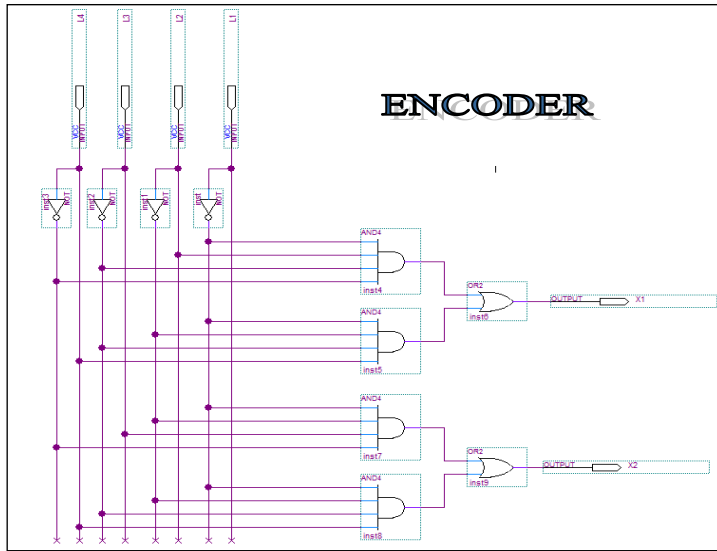 L4 L3 L2 L1
ENCODER
VCC INPUT VCC INPUT VCC INPUT VCC INPUT
inst3 NOT inst2 NOT inst1 NOT inst NOT
AND4
inst4
OR2
OUTPUT X1
inst6
AND4
inst5
AND4
inst7
OR2
OUTPUT X2
inst9
AND4
inst8